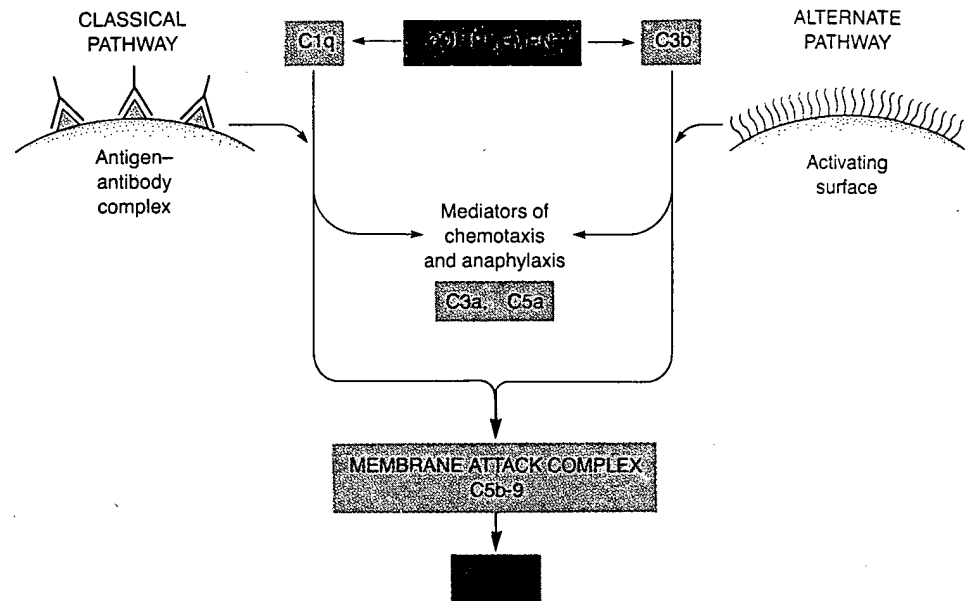 CLASSICAL
PATHWAY
C1q
C3b
ALTERNATE
PATHWAY
Antigen–
antibody
complex
Activating
surface
Mediators of
chemotaxis
and anaphylaxis
C3a, C5a
MEMBRANE ATTACK COMPLEX
C5b-9